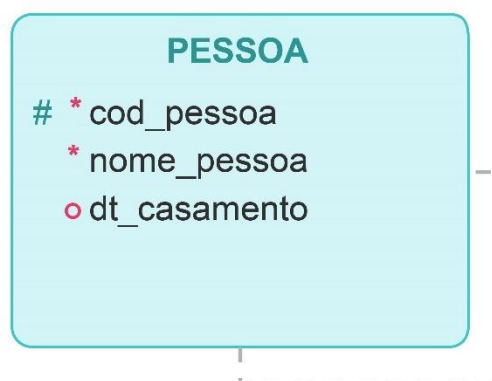 PESSOA
# * cod_pessoa
* nome_pessoa
o dt_casamento